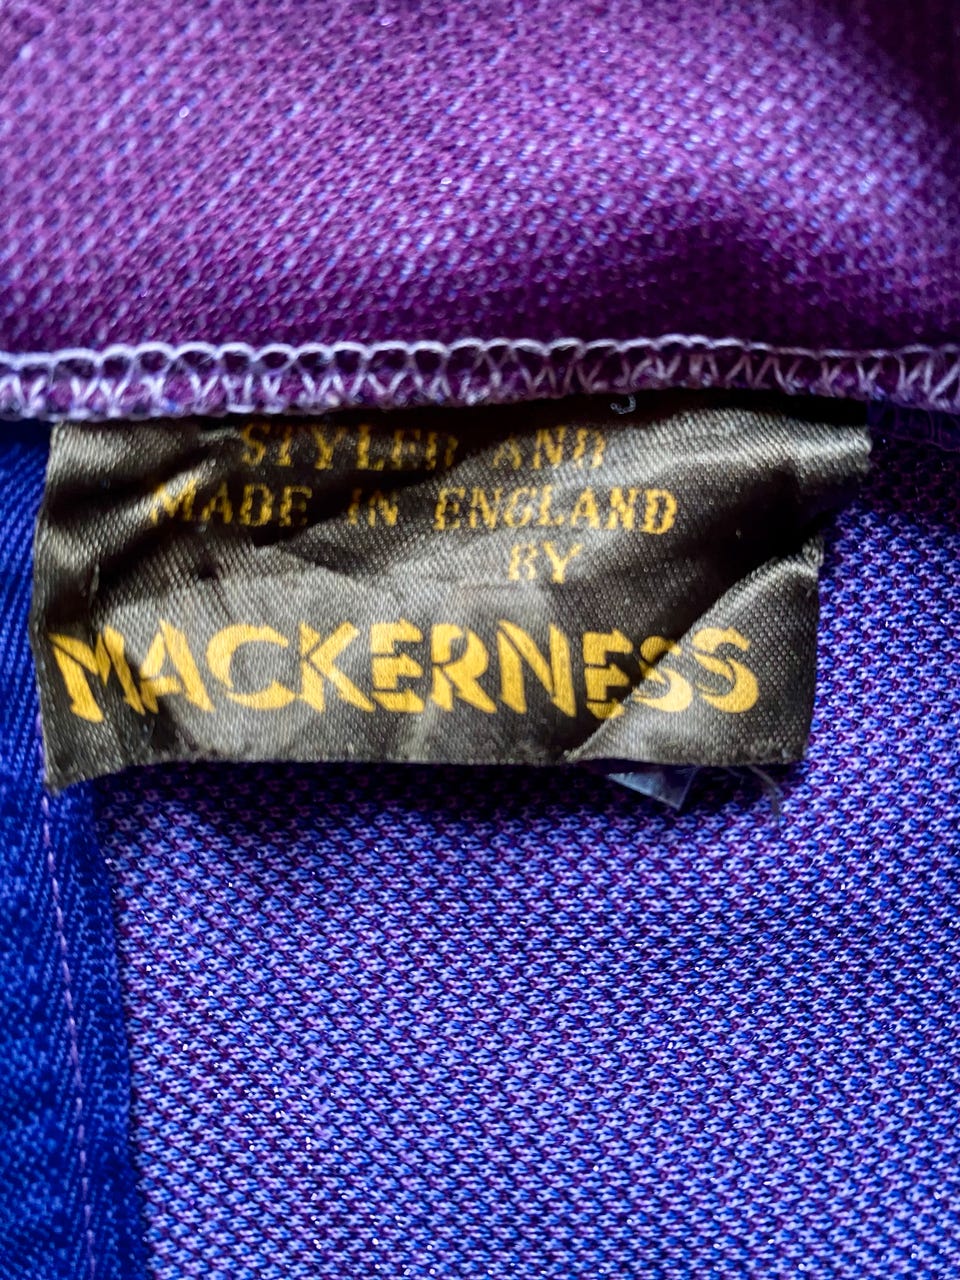 STYLED AND
MADE IN ENGLAND
BY
MACKERNESS